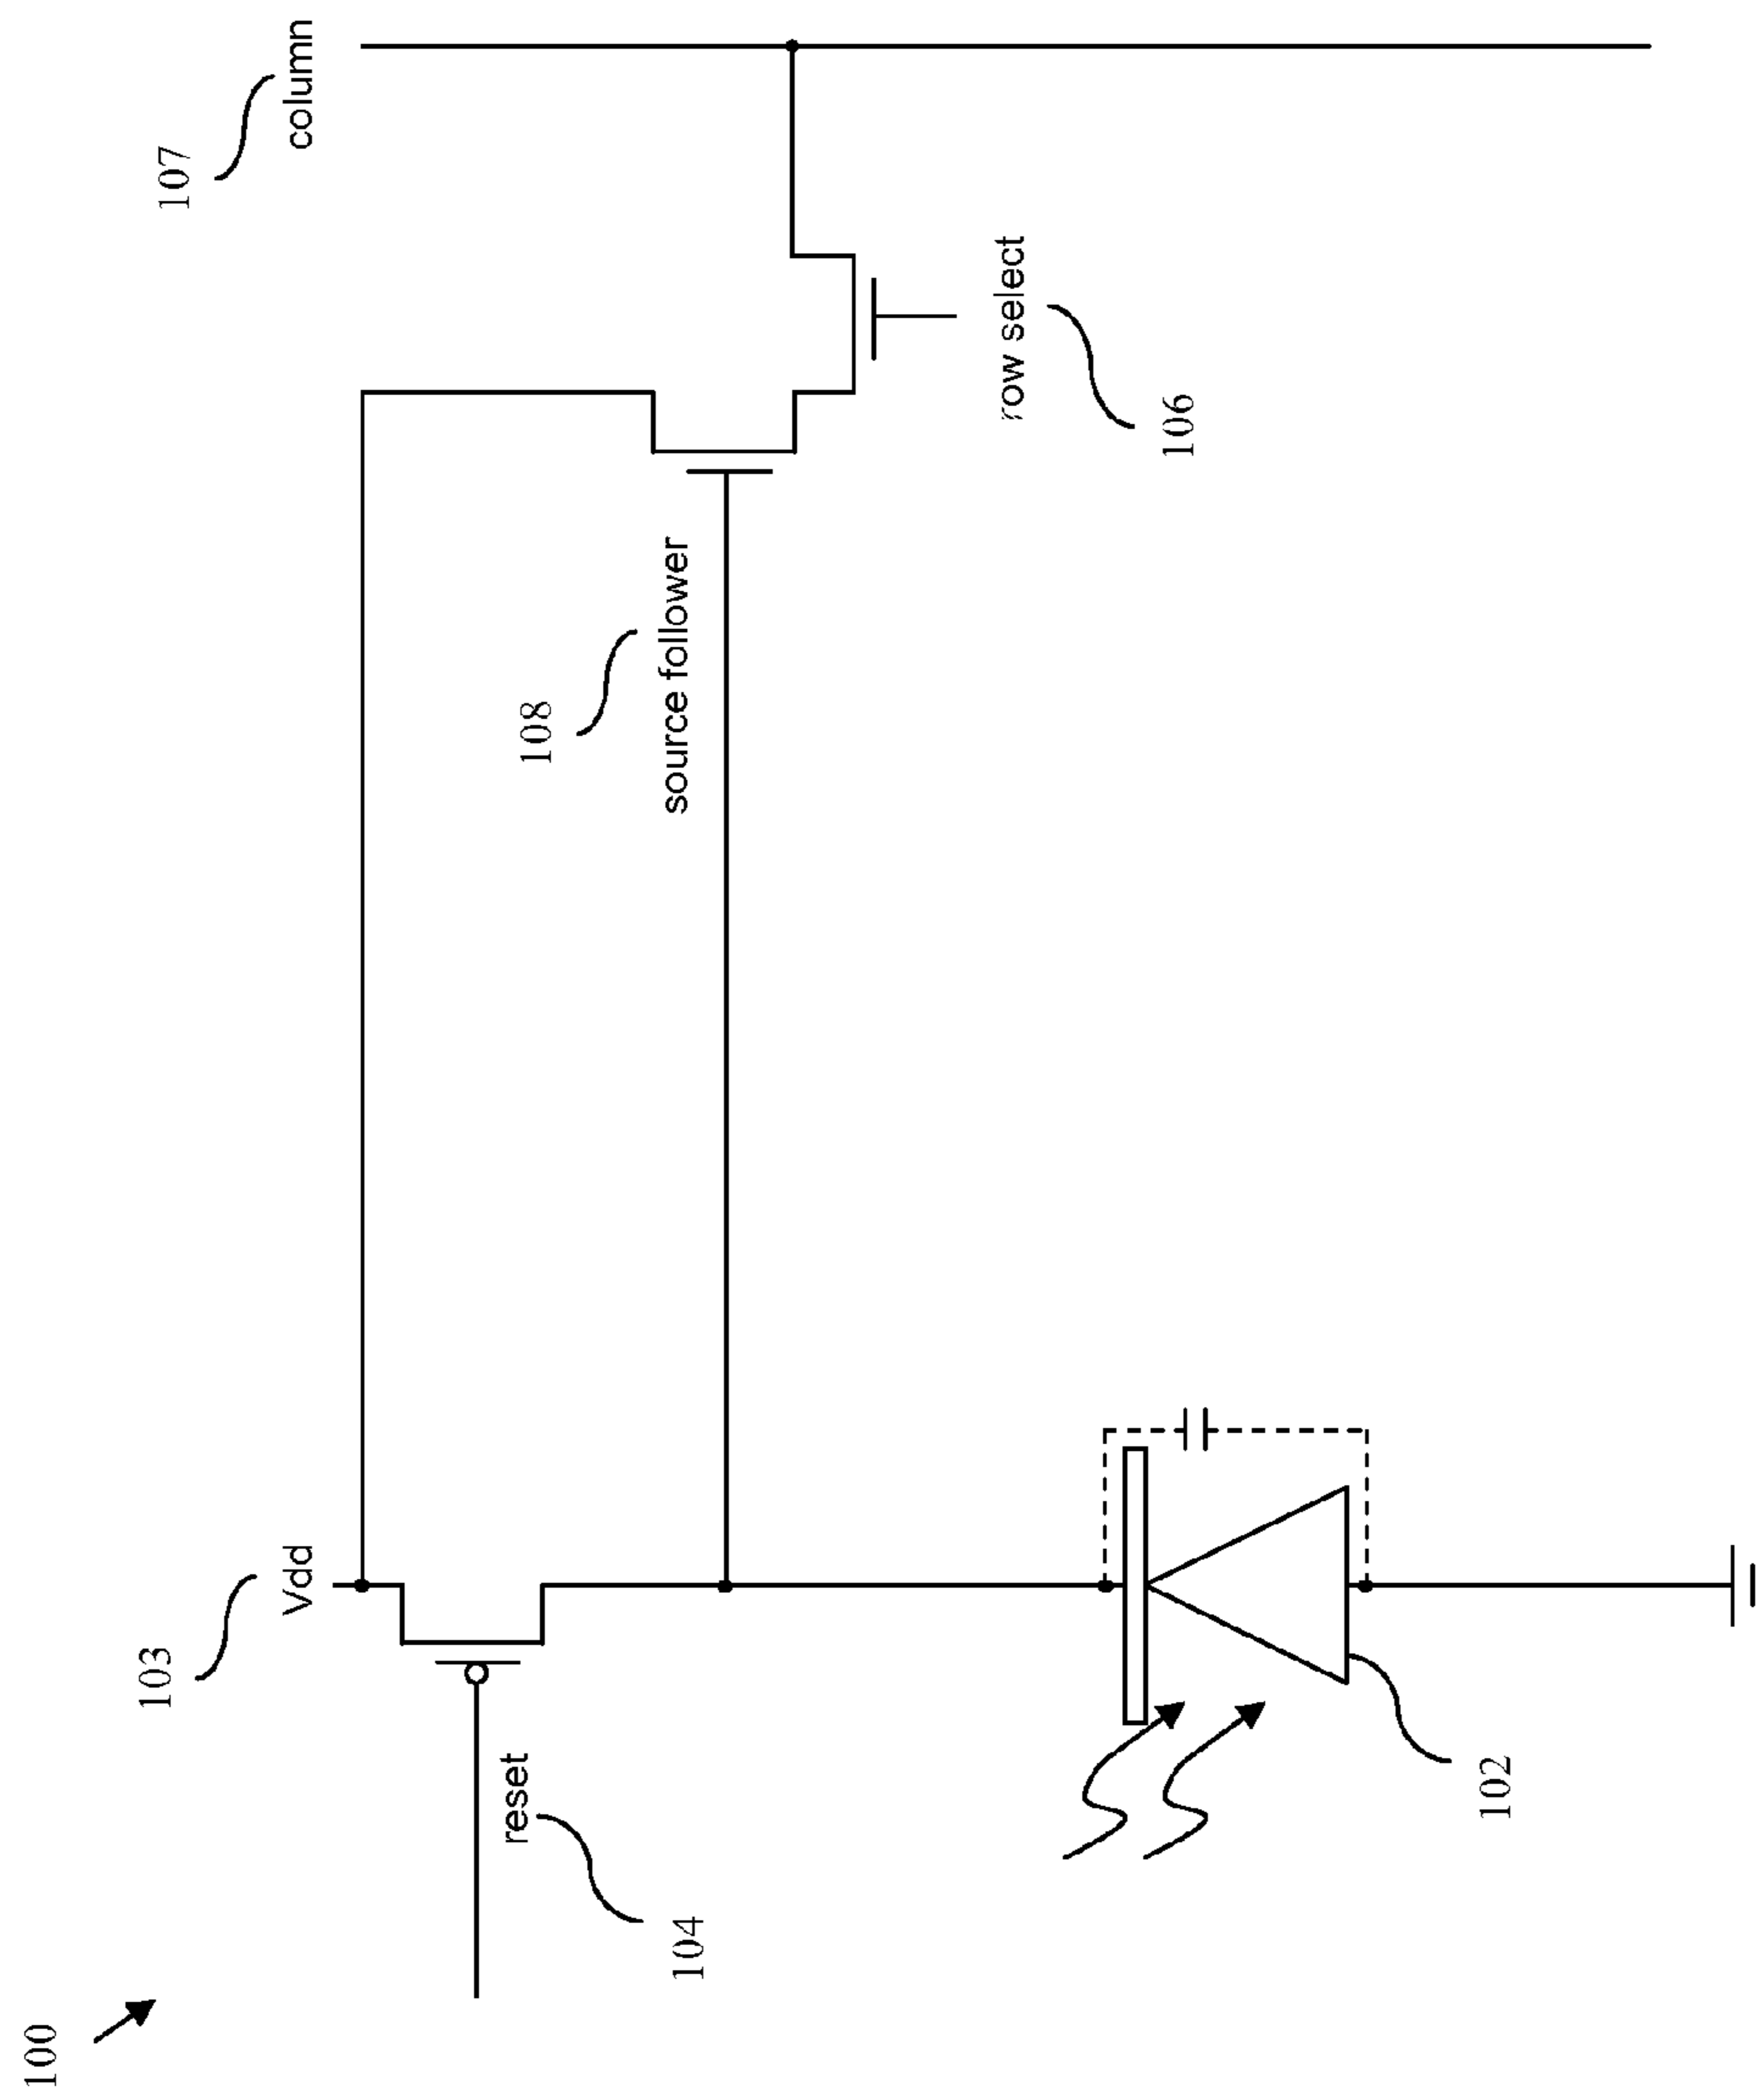 100
103
Vdd
104
reset
102
108
source follower
106
row select
107
column